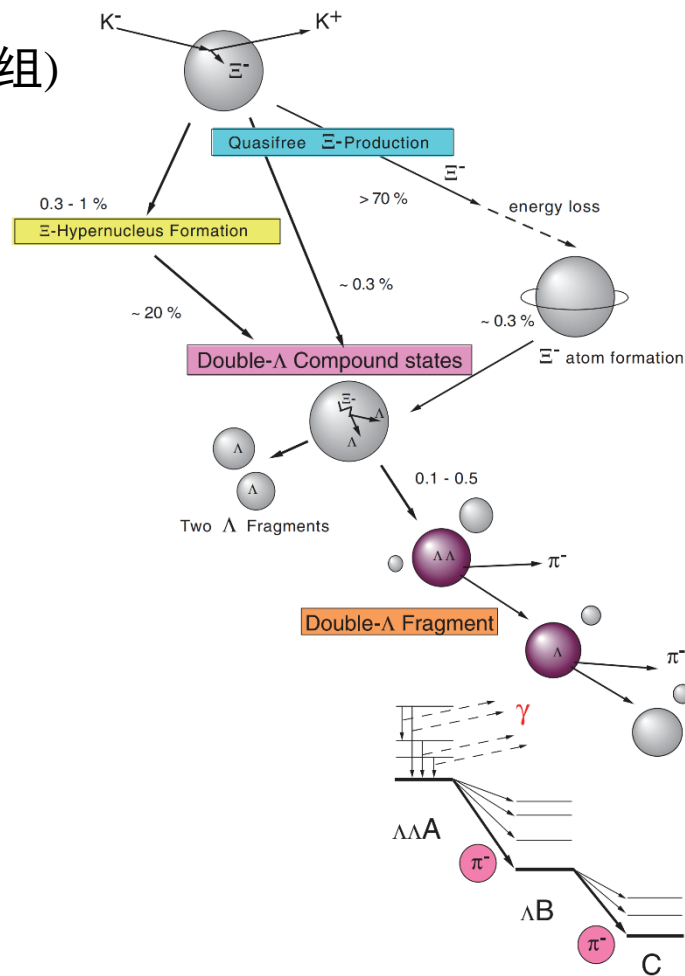 K⁻
K⁺
组)
Ξ⁻
Quasifree Ξ-Production
Ξ⁻
0.3 - 1 %
> 70 %
energy loss
Ξ-Hypernucleus Formation
~ 0.3 %
~ 20 %
~ 0.3 %
Double-Λ Compound states
Ξ⁻ atom formation
Ξ-
Λ
Λ
Λ
Λ
0.1 - 0.5
Two Λ Fragments
ΛΛ
π⁻
Double-Λ Fragment
Λ
π⁻
γ
ΛΛA
π⁻
ΛB
π⁻
C